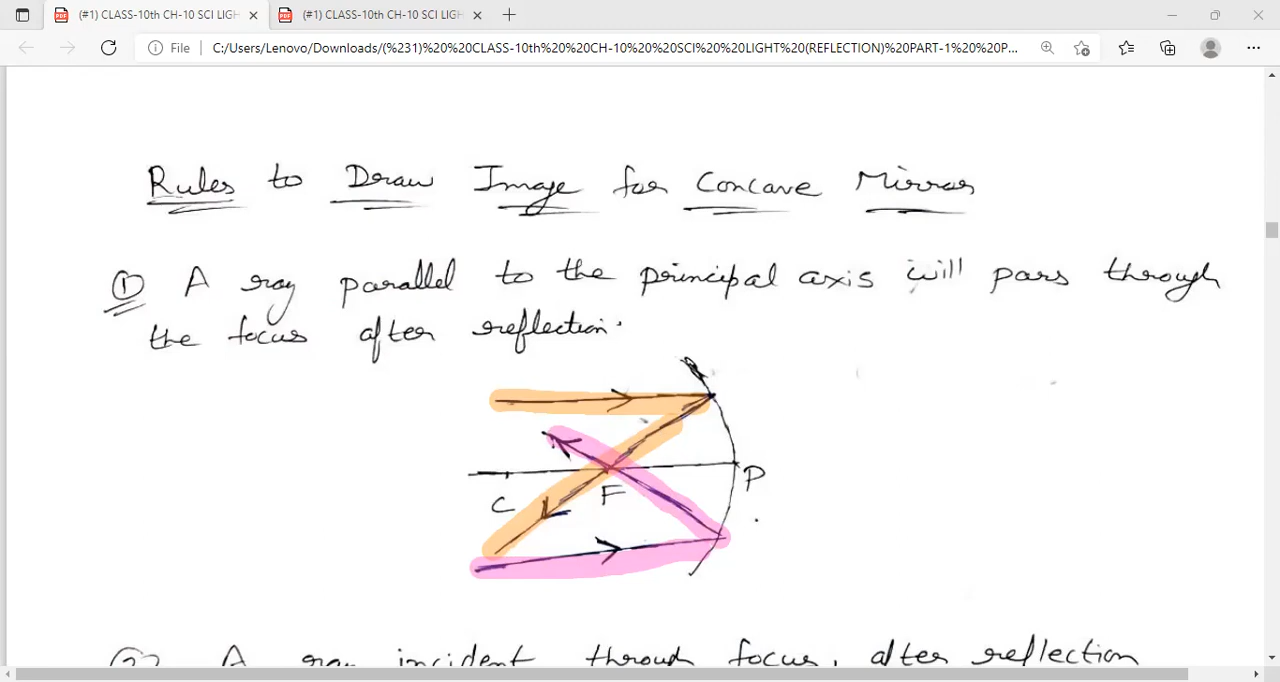 (#1) CLASS-10th CH-10 SCI LIGH
(#1) CLASS-10th CH-10 SCI LIGH
File
C:/Users/Lenovo/Downloads/(%231)%20%20CLASS-10th%20%20CH-10%20%20SCI%20%20LIGHT%20(REFLECTION)%20PART-1%20%20P...
Rules to Draw Image for Concave Mirror
① A ray parallel to the principal axis will pass through
the focus after reflection.
C F P
② A ray incident through focus, after reflection